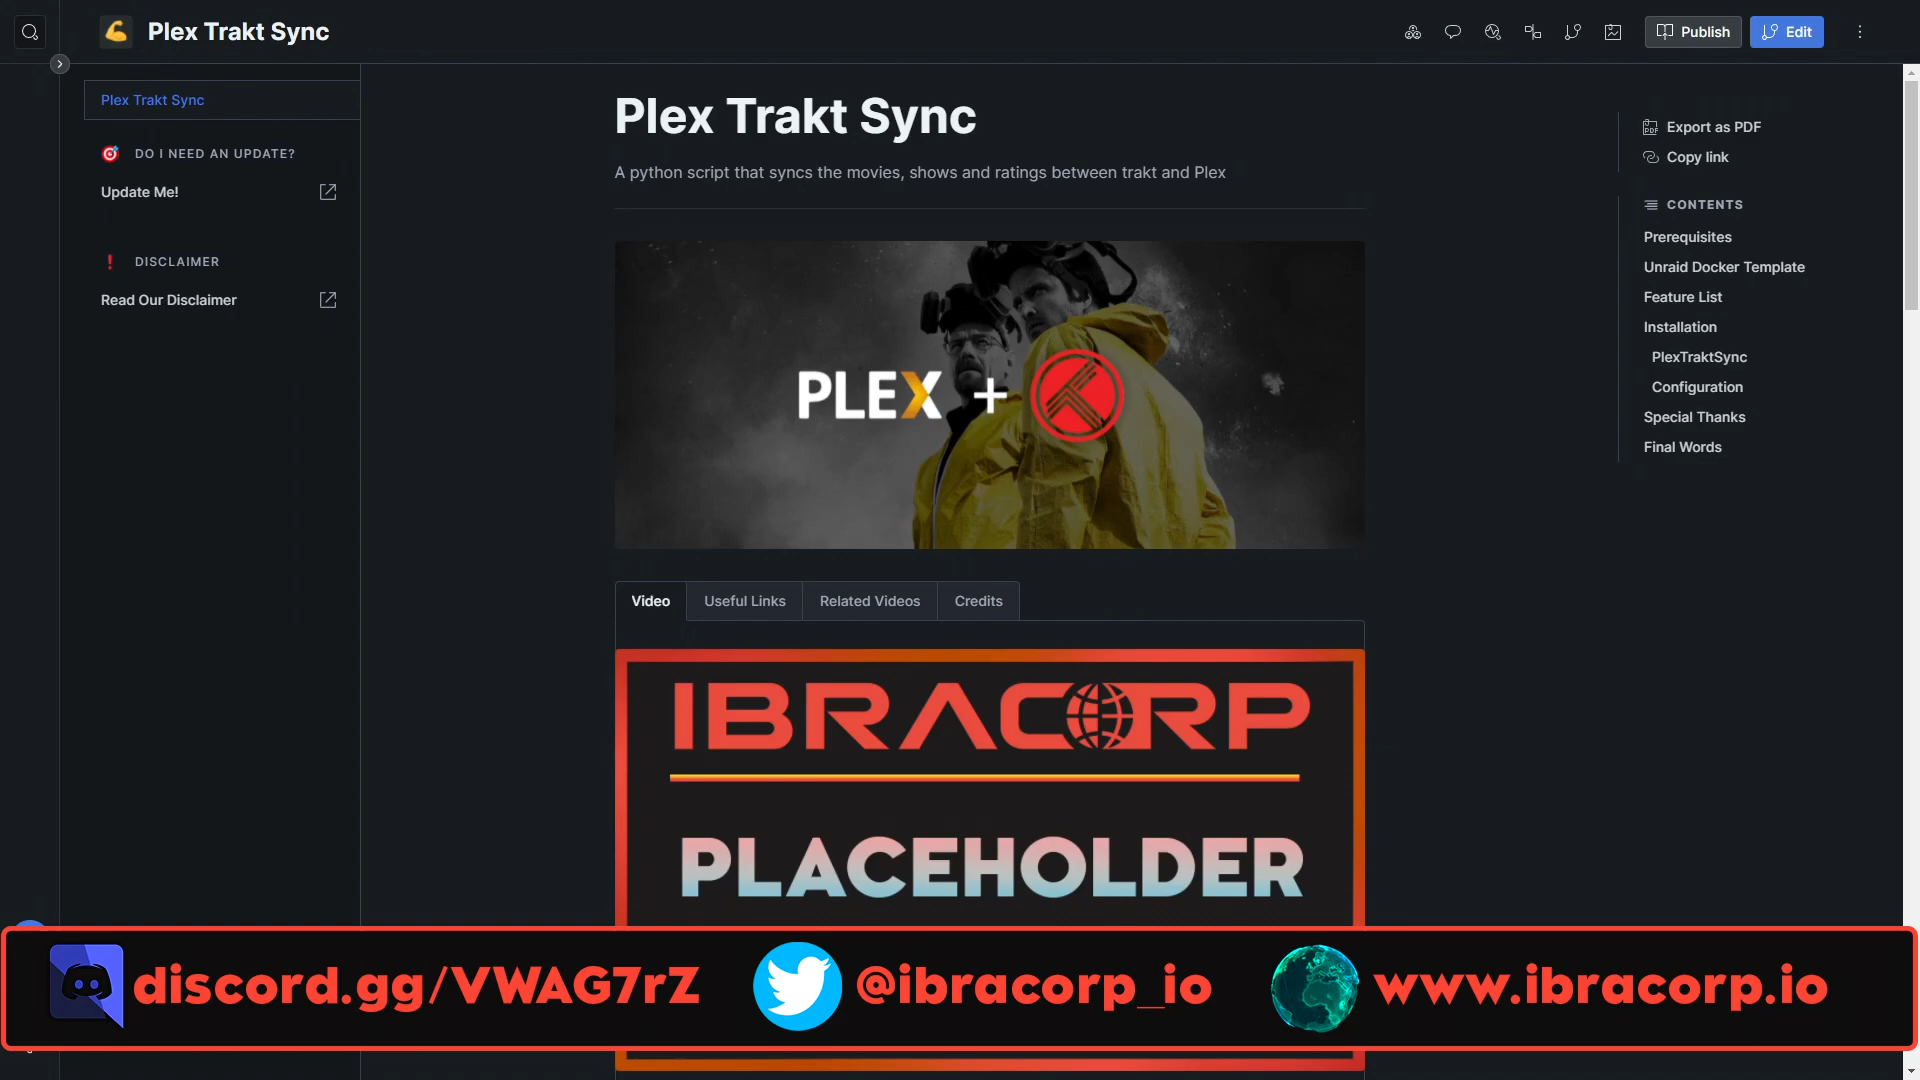 Plex Trakt Sync
Publish
Edit
Plex Trakt Sync
DO I NEED AN UPDATE?
Update Me!
DISCLAIMER
Read Our Disclaimer
Plex Trakt Sync
A python script that syncs the movies, shows and ratings between trakt and Plex
PLEX +
Video
Useful Links
Related Videos
Credits
IBRACORP
PLACEHOLDER
PDF Export as PDF
Copy link
CONTENTS
Prerequisites
Unraid Docker Template
Feature List
Installation
PlexTraktSync
Configuration
Special Thanks
Final Words
discord.gg/VWAG7rZ
@ibracorp_io
www.ibracorp.io